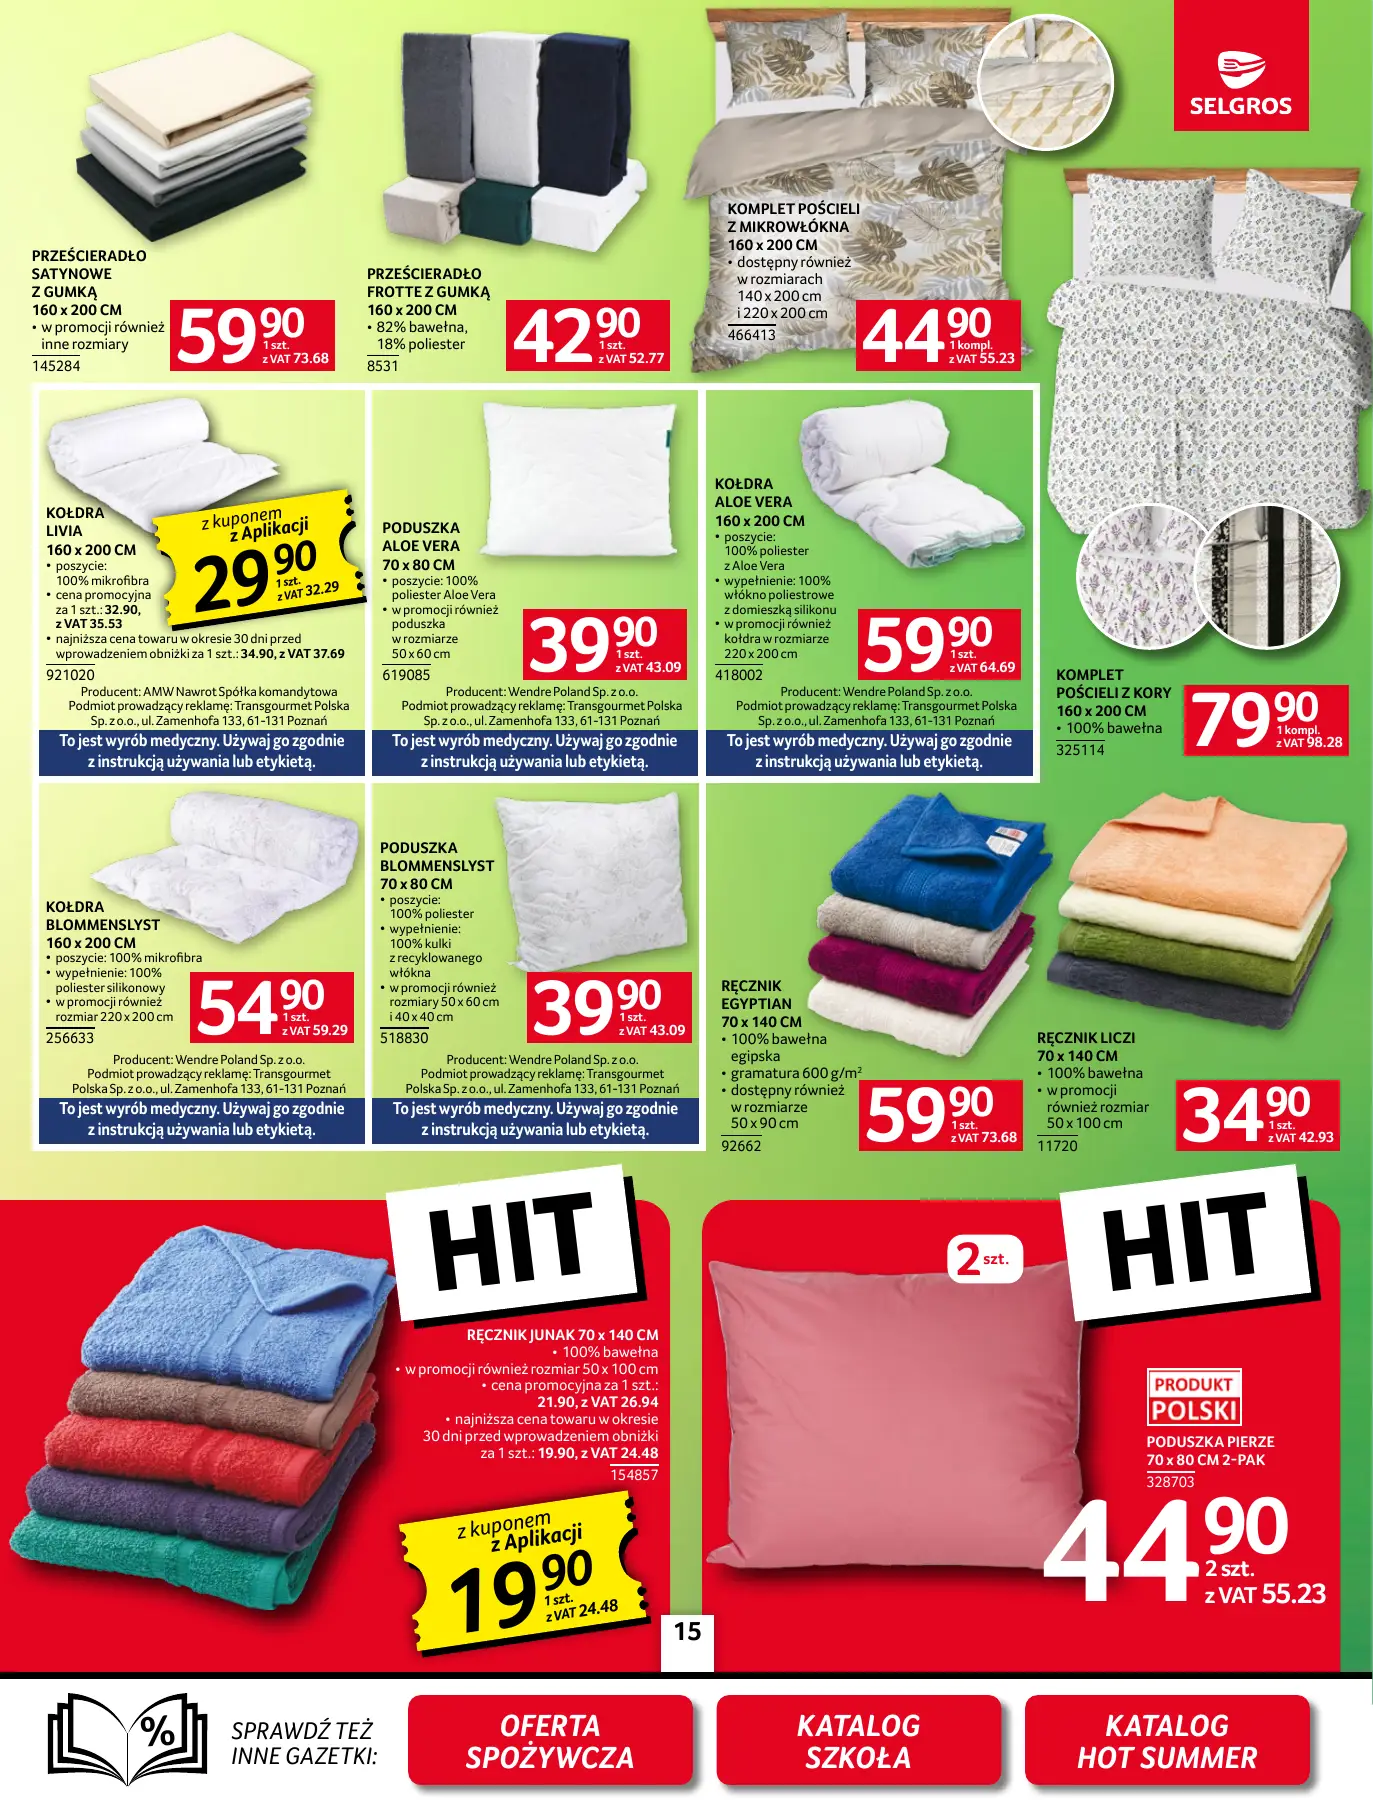 SELGROS
PRZEŚCIERADŁO
SATYNOWE
Z GUMKĄ
160 x 200 CM
• w promocji również
inne rozmiary
145284
59 90
1 szt.
z VAT 73.68
PRZEŚCIERADŁO
FROTTE Z GUMKĄ
160 x 200 CM
• 82% bawełna,
18% poliester
8531
42 90
1 szt.
z VAT 52.77
KOMPLET POŚCIELI
Z MIKROWŁÓKNA
160 x 200 CM
• dostępny również
w rozmiarach
140 x 200 cm
i 220 x 200 cm
466413
44 90
1 kompl.
z VAT 55.23
KOŁDRA
LIVIA
160 x 200 CM
• poszycie:
100% mikrofibra
• cena promocyjna
za 1 szt.: 32.90,
z VAT 35.53
• najniższa cena towaru w okresie 30 dni przed
wprowadzeniem obniżki za 1 szt.: 34.90, z VAT 37.69
921020
z kuponem
z Aplikacji
29 90
1 szt.
z VAT 32.29
Producent: AMW Nawrot Spółka komandytowa
Podmiot prowadzący reklamę: Transgourmet Polska
Sp. z o.o., ul. Zamenhofa 133, 61-131 Poznań
To jest wyrób medyczny. Używaj go zgodnie
z instrukcją używania lub etykietą.
PODUSZKA
ALOE VERA
70 x 80 CM
• poszycie: 100%
poliester Aloe Vera
• w promocji również
poduszka
w rozmiarze
50 x 60 cm
619085
39 90
1 szt.
z VAT 43.09
Producent: Wendre Poland Sp. z o.o.
Podmiot prowadzący reklamę: Transgourmet Polska
Sp. z o.o., ul. Zamenhofa 133, 61-131 Poznań
To jest wyrób medyczny. Używaj go zgodnie
z instrukcją używania lub etykietą.
KOŁDRA
ALOE VERA
160 x 200 CM
• poszycie:
100% poliester
z Aloe Vera
• wypełnienie: 100%
włókno poliestrowe
z domieszką silikonu
• w promocji również
kołdra w rozmiarze
220 x 200 cm
418002
59 90
1 szt.
z VAT 64.69
Producent: Wendre Poland Sp. z o.o.
Podmiot prowadzący reklamę: Transgourmet Polska
Sp. z o.o., ul. Zamenhofa 133, 61-131 Poznań
To jest wyrób medyczny. Używaj go zgodnie
z instrukcją używania lub etykietą.
KOMPLET
POŚCIELI Z KORY
160 x 200 CM
• 100% bawełna
325114
79 90
1 kompl.
z VAT 98.28
KOŁDRA
BLOMMENSLYST
160 x 200 CM
• poszycie: 100% mikrofibra
• wypełnienie: 100%
poliester silikonowy
• w promocji również
rozmiar 220 x 200 cm
256633
54 90
1 szt.
z VAT 59.29
Producent: Wendre Poland Sp. z o.o.
Podmiot prowadzący reklamę: Transgourmet
Polska Sp. z o.o., ul. Zamenhofa 133, 61-131 Poznań
To jest wyrób medyczny. Używaj go zgodnie
z instrukcją używania lub etykietą.
PODUSZKA
BLOMMENSLYST
70 x 80 CM
• poszycie:
100% poliester
• wypełnienie:
100% kulki
z recyklowanego
włókna
• w promocji również
rozmiary 50 x 60 cm
i 40 x 40 cm
518830
39 90
1 szt.
z VAT 43.09
Producent: Wendre Poland Sp. z o.o.
Podmiot prowadzący reklamę: Transgourmet
Polska Sp. z o.o., ul. Zamenhofa 133, 61-131 Poznań
To jest wyrób medyczny. Używaj go zgodnie
z instrukcją używania lub etykietą.
RĘCZNIK
EGYPTIAN
70 x 140 CM
• 100% bawełna
egipska
• gramatura 600 g/m²
• dostępny również
w rozmiarze
50 x 90 cm
92662
59 90
1 szt.
z VAT 73.68
RĘCZNIK LICZI
70 x 140 CM
• 100% bawełna
• w promocji
również rozmiar
50 x 100 cm
11720
34 90
1 szt.
z VAT 42.93
HIT
RĘCZNIK JUNAK 70 x 140 CM
• 100% bawełna
• w promocji również rozmiar 50 x 100 cm
• cena promocyjna za 1 szt.:
21.90, z VAT 26.94
• najniższa cena towaru w okresie
30 dni przed wprowadzeniem obniżki
za 1 szt.: 19.90, z VAT 24.48
154857
z kuponem
z Aplikacji
19 90
1 szt.
z VAT 24.48
HIT
2 szt.
PRODUKT
POLSKI
PODUSZKA PIERZE
70 x 80 CM 2-PAK
328703
44 90
2 szt.
z VAT 55.23
15
%
SPRAWDŹ TEŻ
INNE GAZETKI:
OFERTA
SPOŻYWCZA
KATALOG
SZKOŁA
KATALOG
HOT SUMMER